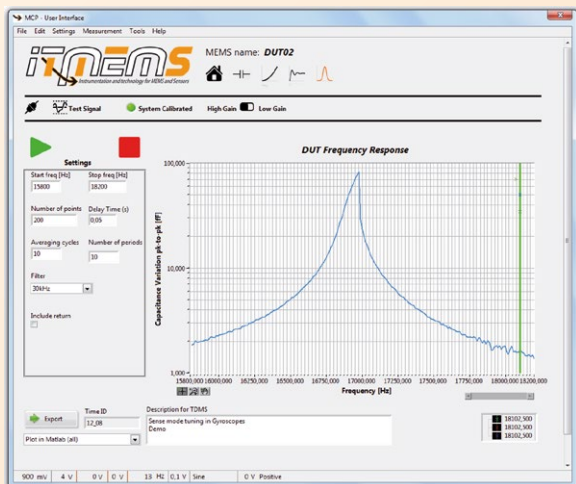 MCP - User Interface
File Edit Settings Measurement Tools Help
ITMEMS
Instrumentation and technology for MEMS and Sensors
MEMS name: DUT02
Test Signal System Calibrated High Gain Low Gain
Settings
Start freq [Hz] Stop freq [Hz]
15800 18200
Number of points Delay Time (s)
200 0,05
Averaging cycles Number of periods
10 10
Filter
30kHz
Include return
DUT Frequency Response
Capacitance Variation pk-to-pk [fF]
100,000
10,000
1,000
15800,000 16000,000 16250,000 16500,000 16750,000 17000,000 17250,000 17500,000 17750,000 18000,000 18200,000
Frequency [Hz]
Export
Time ID
12_08
Plot in Matlab (all)
Description for TDMS
Sense mode tuning in Gyroscopes
Demo
18102,500
18102,500
18102,500
900 mV 4 V 0 V 0 V 13 Hz 0,1 V Sine 0 V Positive